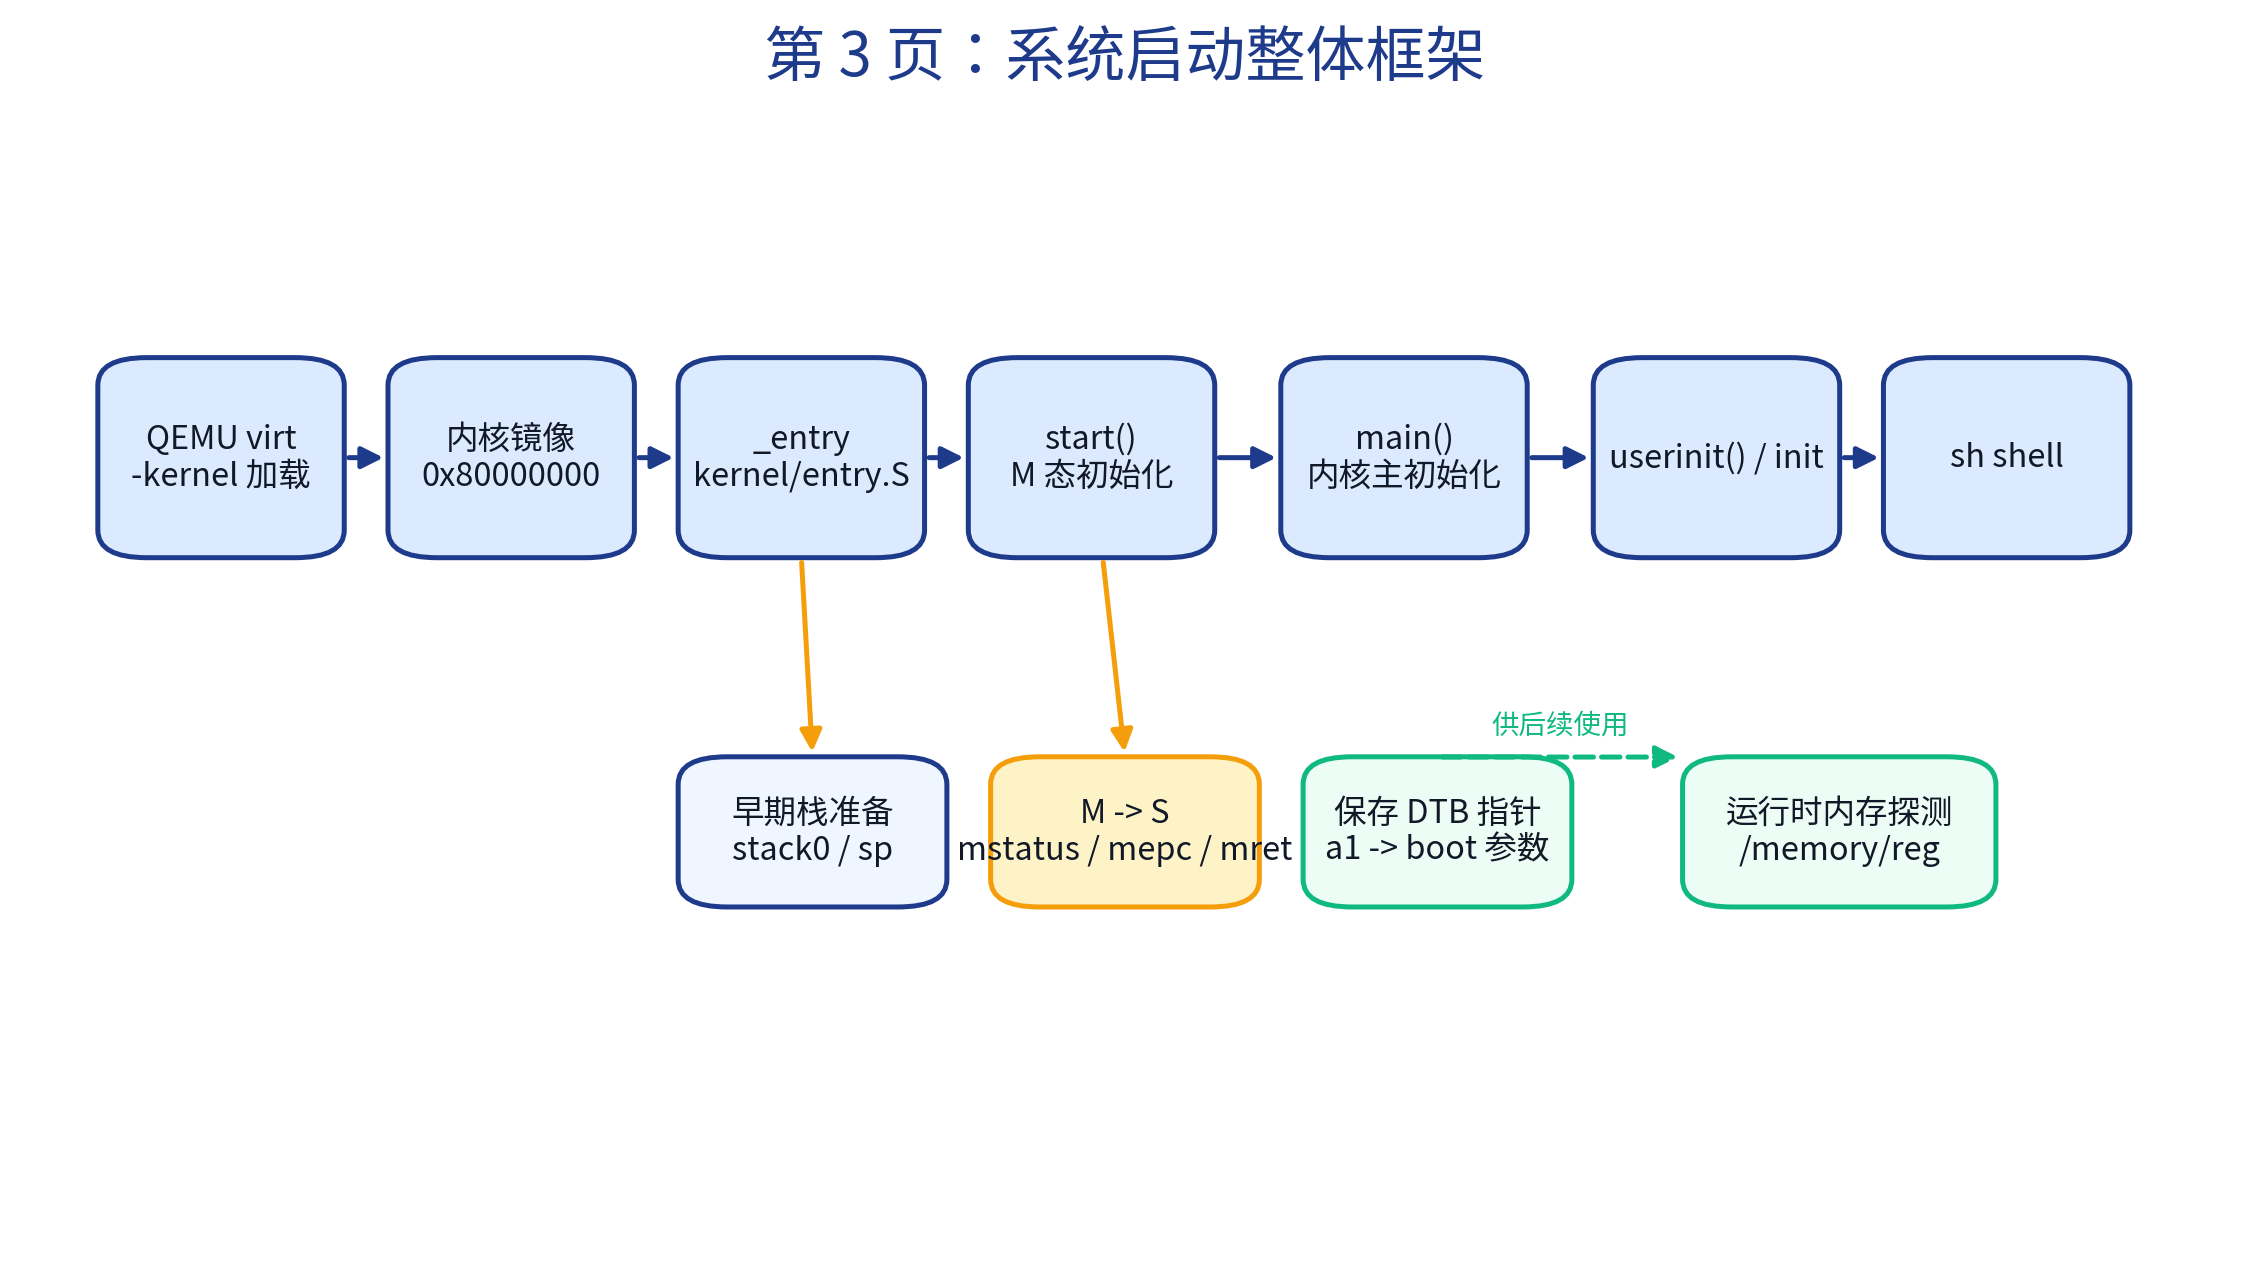 第 3 页：系统启动整体框架
QEMU virt
-kernel 加载
内核镜像
0x80000000
_entry
kernel/entry.S
start()
M 态初始化
main()
内核主初始化
userinit() / init
sh shell
早期栈准备
stack0 / sp
M -> S
mstatus / mepc / mret
保存 DTB 指针
a1 -> boot 参数
供后续使用
运行时内存探测
/memory/reg